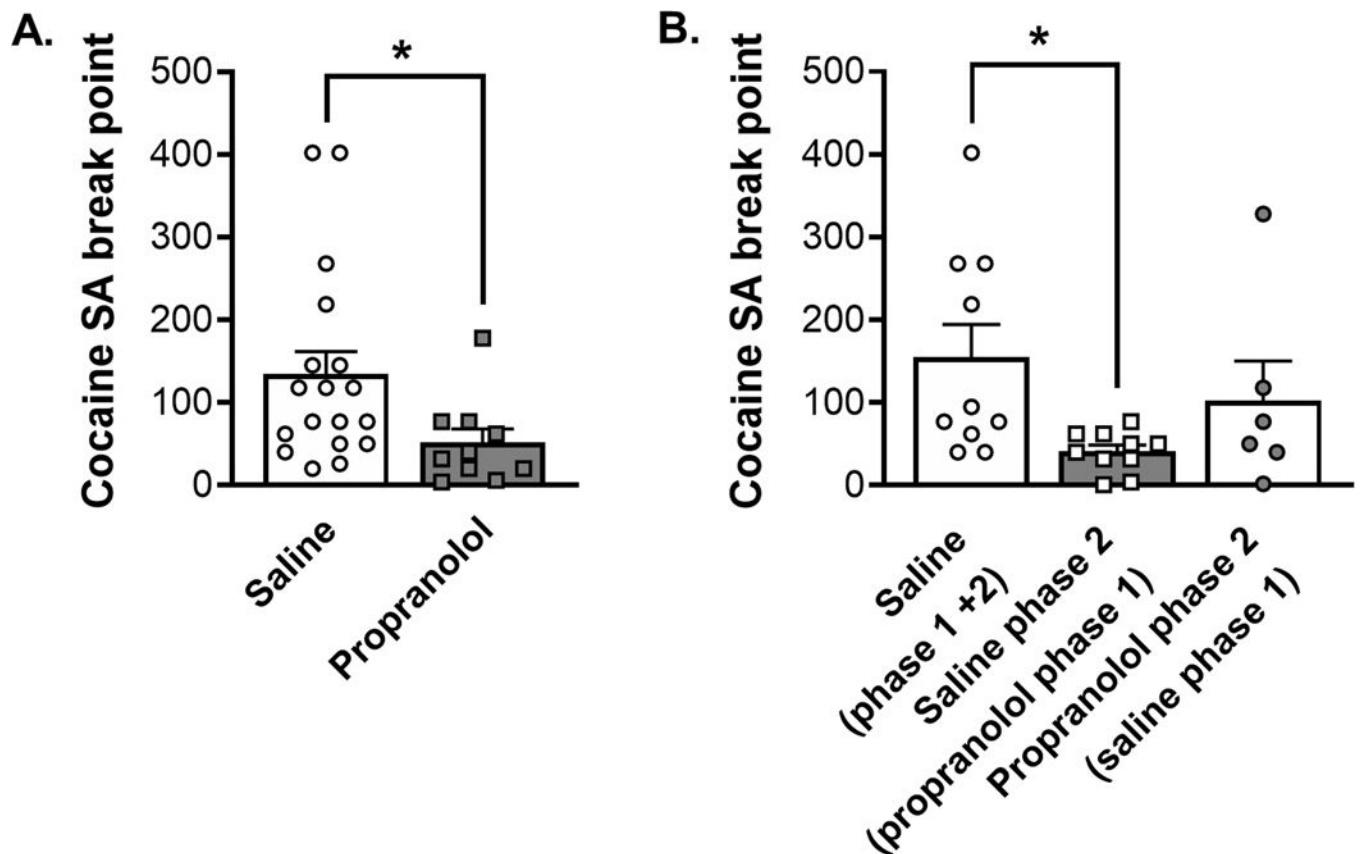 A.
*
Cocaine SA break point
500
400
300
200
100
0
Saline
Propranolol
B.
*
Cocaine SA break point
500
400
300
200
100
0
Saline
(phase 1 +2)
Saline phase 2
(propranolol phase 1)
Propranolol phase 2
(saline phase 1)